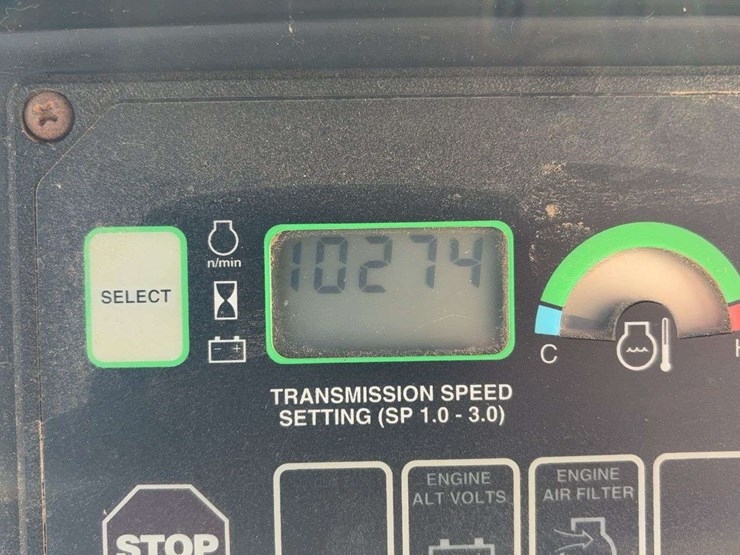 n/min
SELECT
10274
- +
C
TRANSMISSION SPEED
SETTING (SP 1.0 - 3.0)
ENGINE
ALT VOLTS
ENGINE
AIR FILTER
STOP